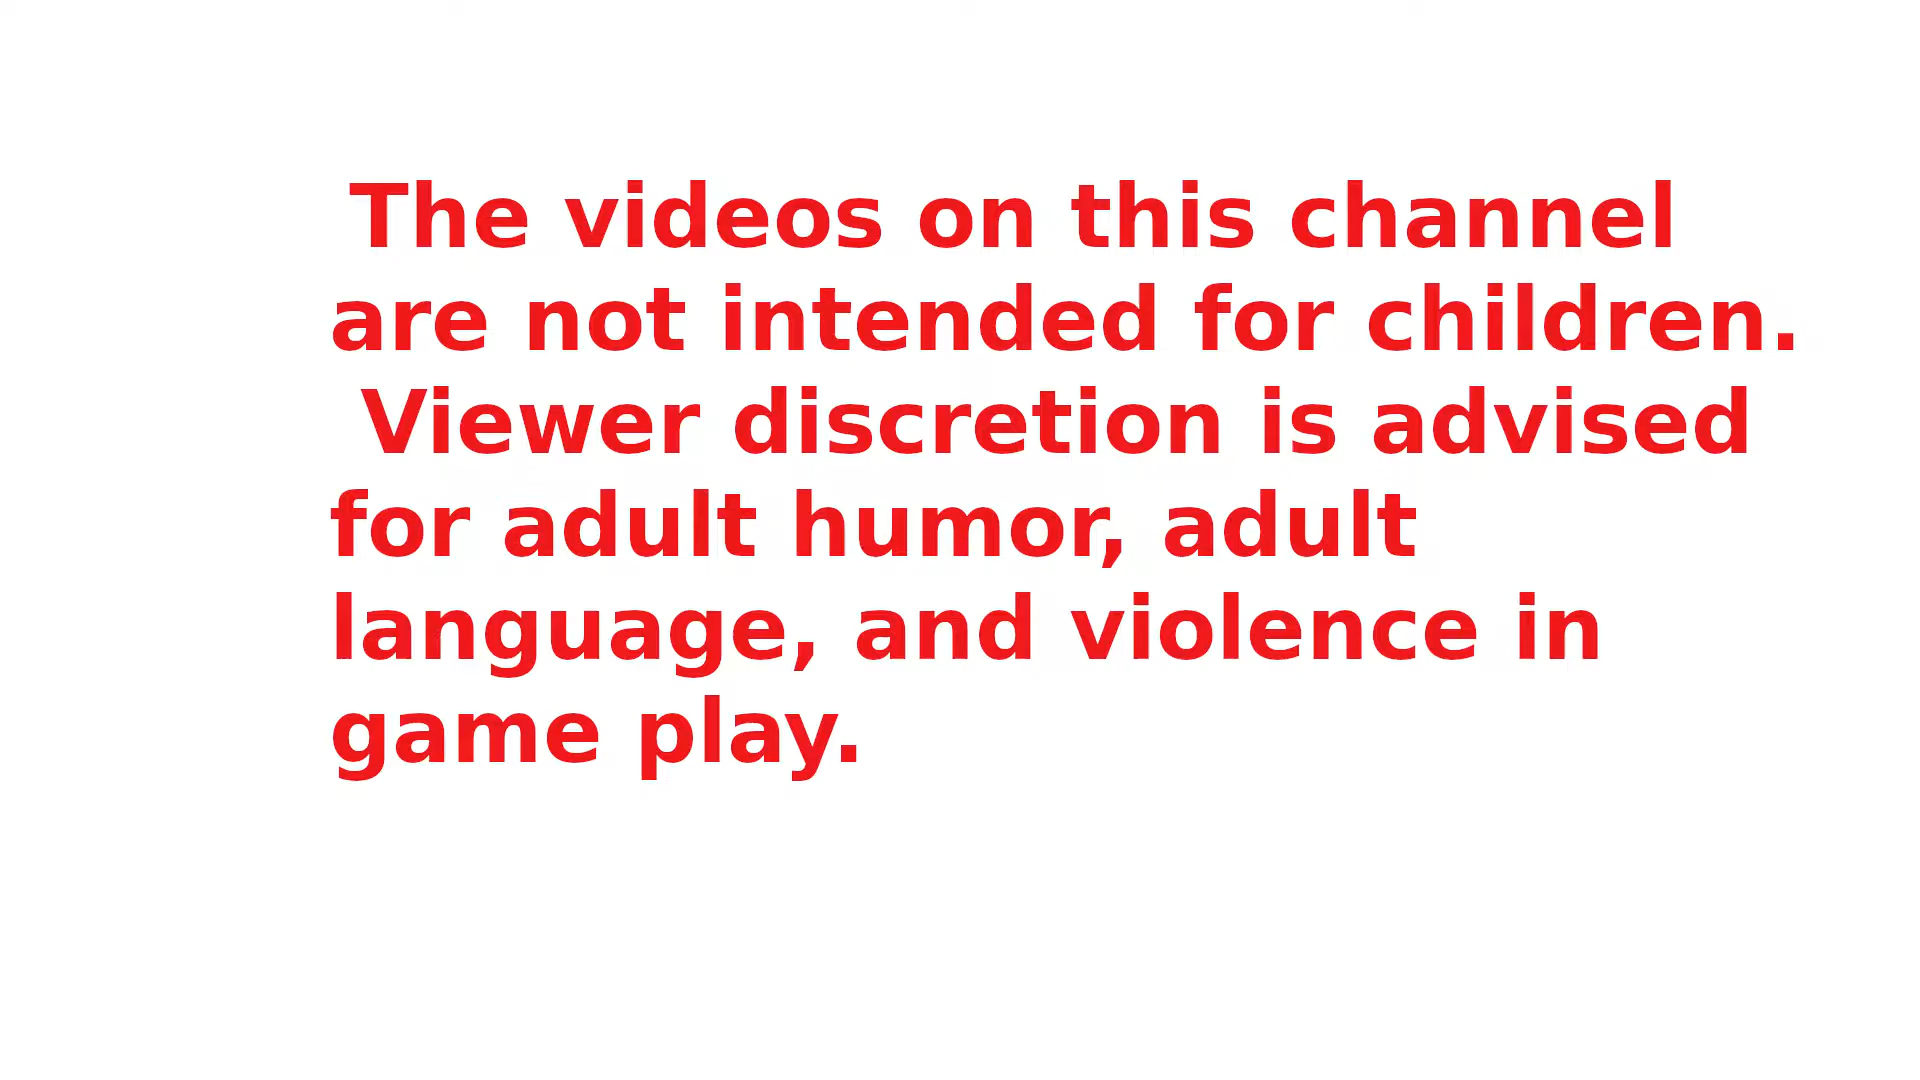 The videos on this channel
are not intended for children.
Viewer discretion is advised
for adult humor, adult
language, and violence in
game play.